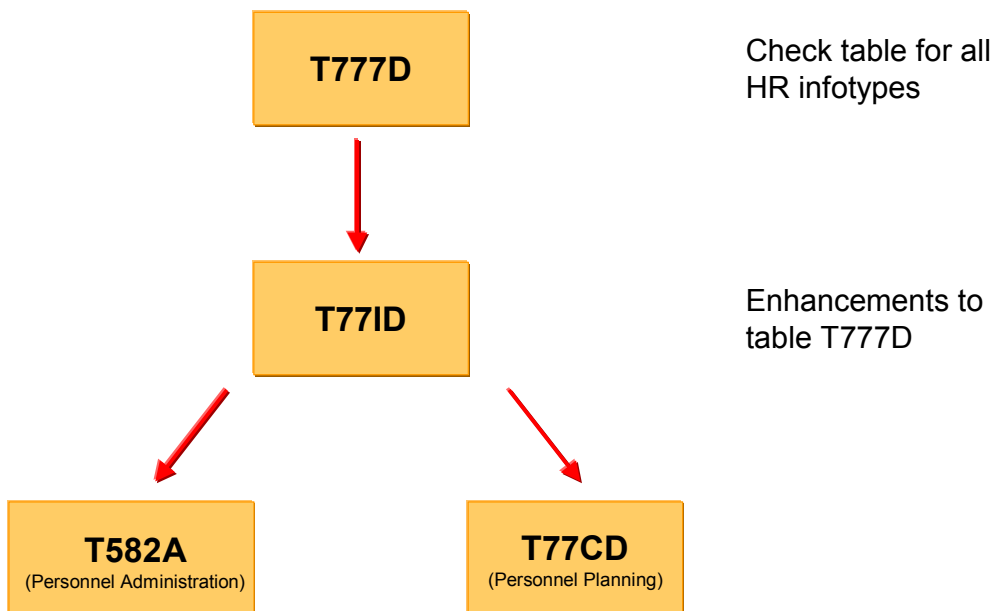 T777D
Check table for all
HR infotypes
T77ID
Enhancements to
table T777D
T582A
(Personnel Administration)
T77CD
(Personnel Planning)